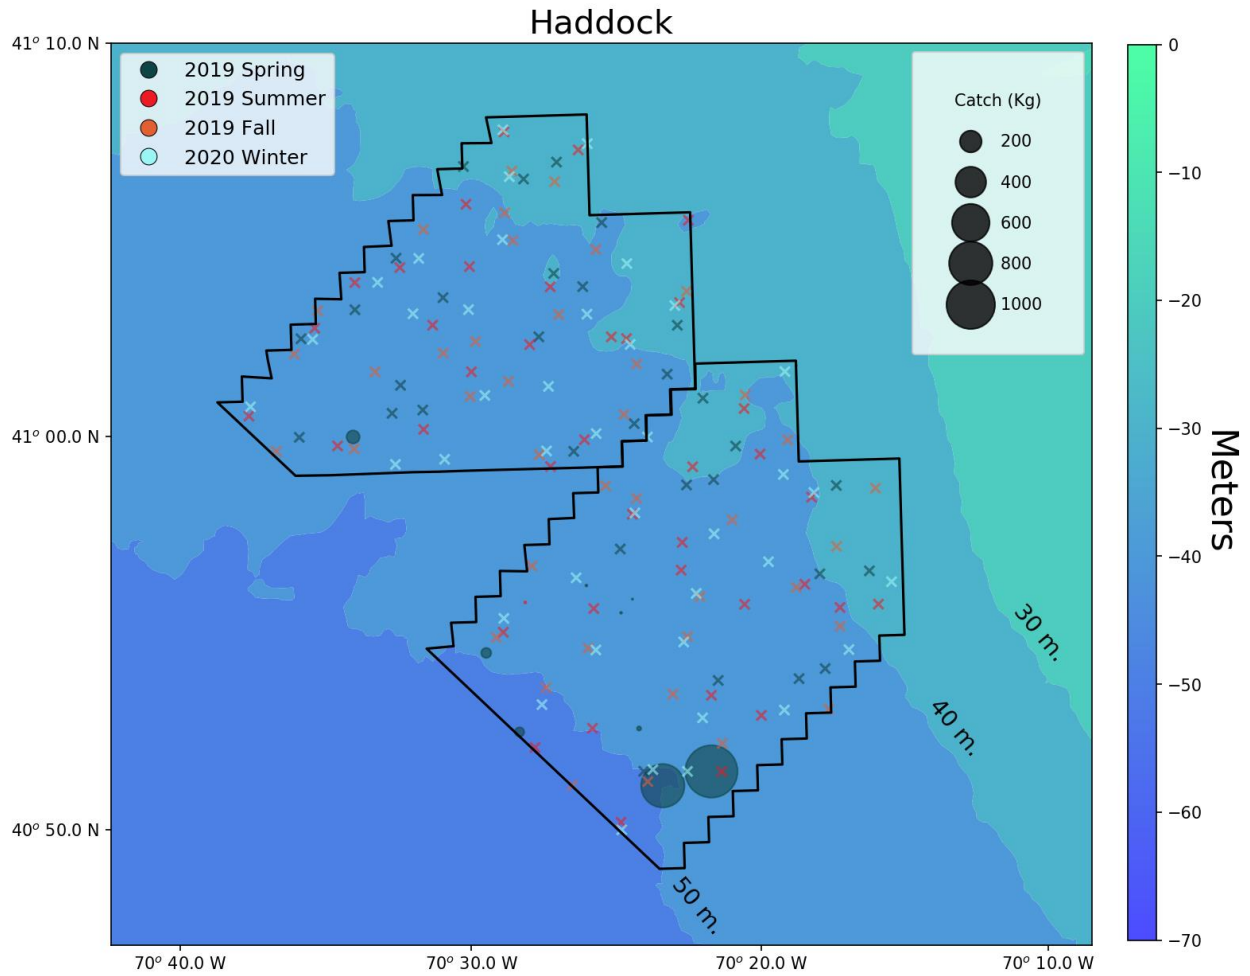 Haddock
41° 10.0 N
41° 00.0 N
40° 50.0 N
2019 Spring
2019 Summer
2019 Fall
2020 Winter
Catch (Kg)
200
400
600
800
1000
30 m.
40 m.
50 m.
70° 40.0 W
70° 30.0 W
70° 20.0 W
70° 10.0 W
0
−10
−20
−30
−40
−50
−60
−70
Meters